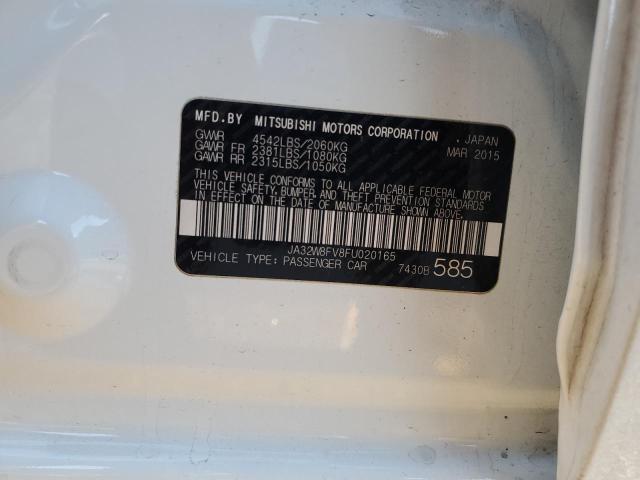 MFD.BY MITSUBISHI MOTORS CORPORATION . JAPAN
GVWR 4542LBS/2060KG MAR 2015
GAWR FR 2381LBS/1080KG
GAWR RR 2315LBS/1050KG
THIS VEHICLE CONFORMS TO ALL APPLICABLE FEDERAL MOTOR
VEHICLE SAFETY, BUMPER, AND THEFT PREVENTION STANDARDS
IN EFFECT ON THE DATE OF MANUFACTURE SHOWN ABOVE.
JA32W8FV8FU020165
VEHICLE TYPE: PASSENGER CAR 7430B 585